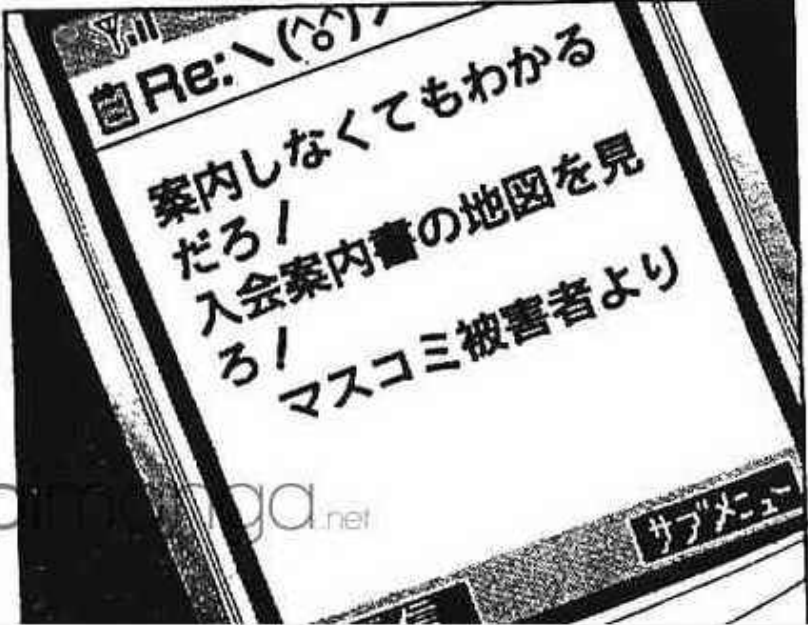 Re:＼(^o^)
案内しなくてもわかる
だろ！
入会案内書の地図を見
ろ！
マスコミ被害者より
サブメニュー
信
.net